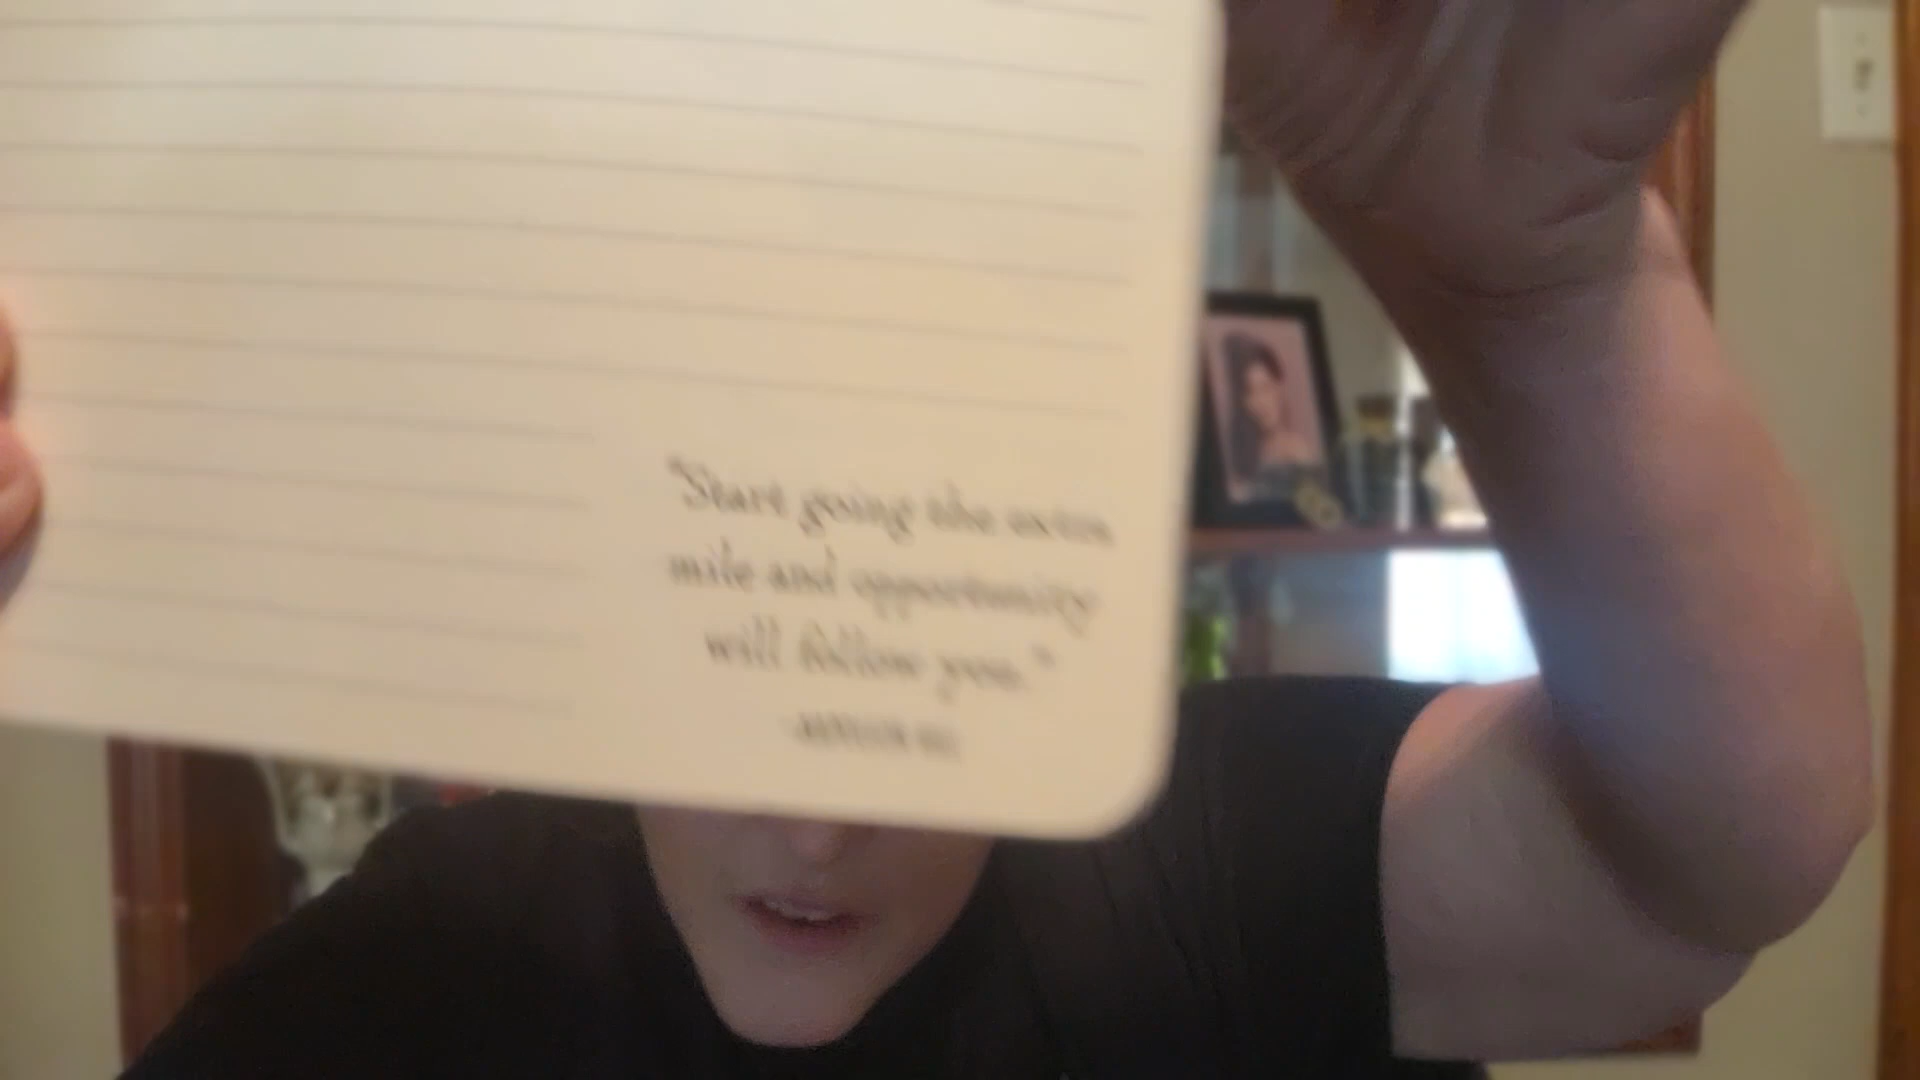 "Start going the extra
mile and opportunity
will follow you."